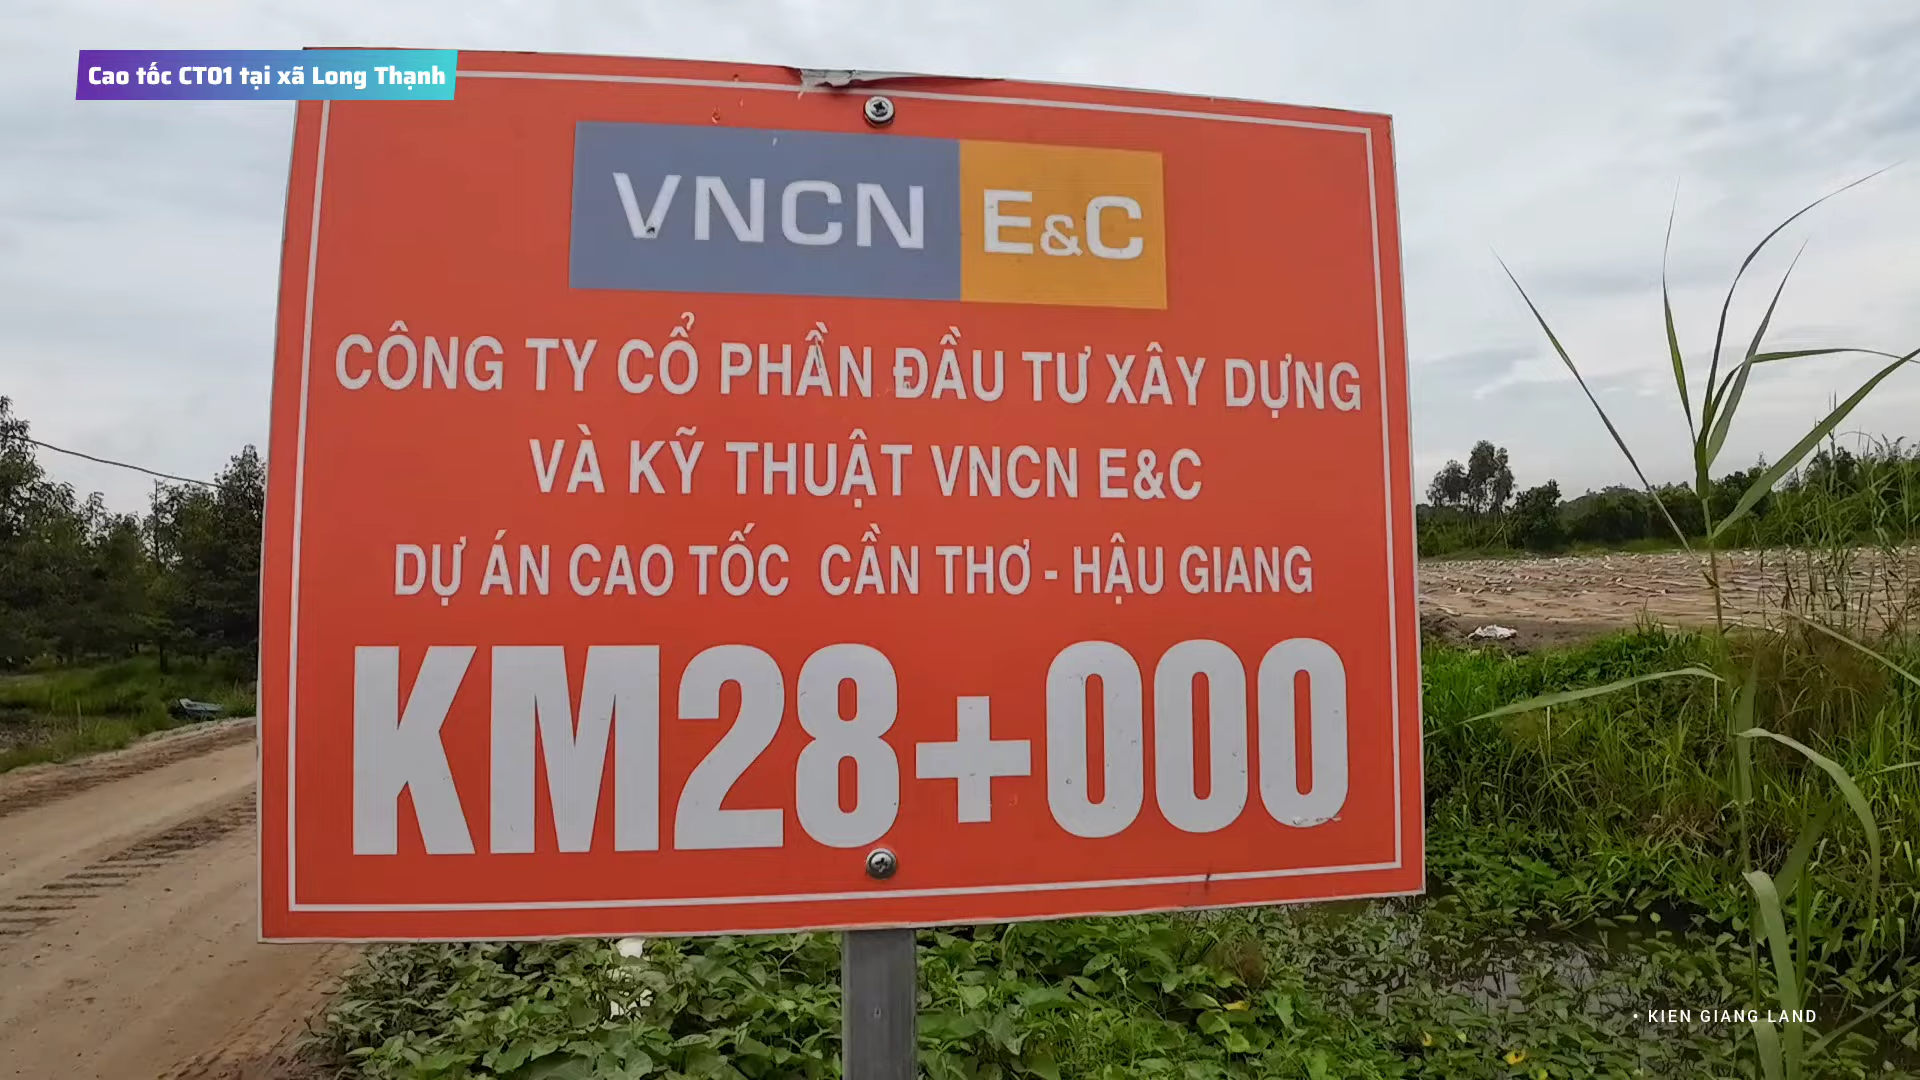 Cao tốc CT01 tại xã Long Thạnh
VNCN E&C
CÔNG TY CỔ PHẦN ĐẦU TƯ XÂY DỰNG
VÀ KỸ THUẬT VNCN E&C
DỰ ÁN CAO TỐC CẦN THƠ - HẬU GIANG
KM28+000
• KIEN GIANG LAND